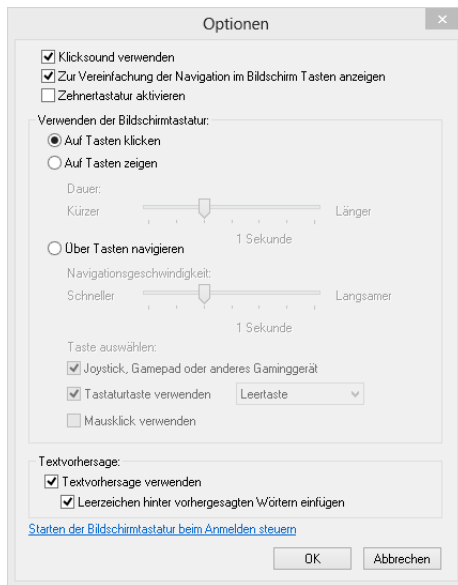 Optionen
Klicksound verwenden
Zur Vereinfachung der Navigation im Bildschirm Tasten anzeigen
Zehnertastatur aktivieren
Verwenden der Bildschirmtastatur:
Auf Tasten klicken
Auf Tasten zeigen
Dauer:
Kürzer Länger
1 Sekunde
Über Tasten navigieren
Navigationsgeschwindigkeit:
Schneller Langsamer
1 Sekunde
Taste auswählen:
Joystick, Gamepad oder anderes Gaminggerät
Tastaturtaste verwenden Leertaste
Mausklick verwenden
Textvorhersage:
Textvorhersage verwenden
Leerzeichen hinter vorhergesagten Wörtern einfügen
Starten der Bildschirmtastatur beim Anmelden steuern
OK Abbrechen